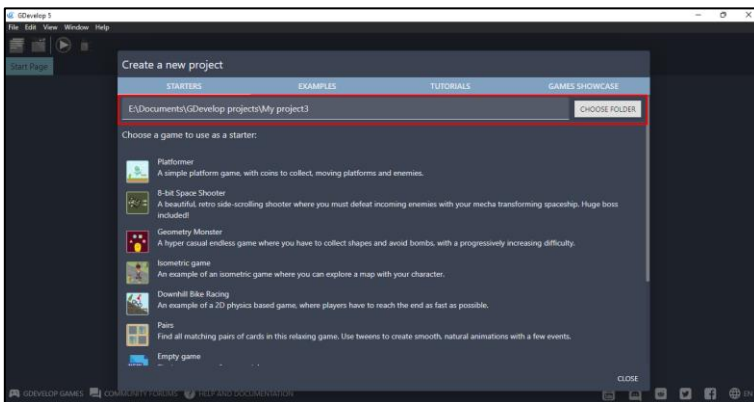 GDevelop 5
File Edit View Window Help
Start Page
Create a new project
STARTERS EXAMPLES TUTORIALS GAMES SHOWCASE
E:\Documents\GDevelop projects\My project3 CHOOSE FOLDER
Choose a game to use as a starter:
Platformer
A simple platform game, with coins to collect, moving platforms and enemies.
8-bit Space Shooter
A beautiful, retro side-scrolling shooter where you must defeat incoming enemies with your mecha transforming spaceship. Huge boss
included!
Geometry Monster
A hyper casual endless game where you have to collect shapes and avoid bombs, with a progressively increasing difficulty.
Isometric game
An example of an isometric game where you can explore a map with your character.
Downhill Bike Racing
An example of a 2D physics based game, where players have to reach the end as fast as possible.
Pairs
Find all matching pairs of cards in this relaxing game. Use tweens to create smooth, natural animations with a few events.
Empty game
CLOSE
GDEVELOP GAMES COMMUNITY FORUMS HELP AND DOCUMENTATION EN